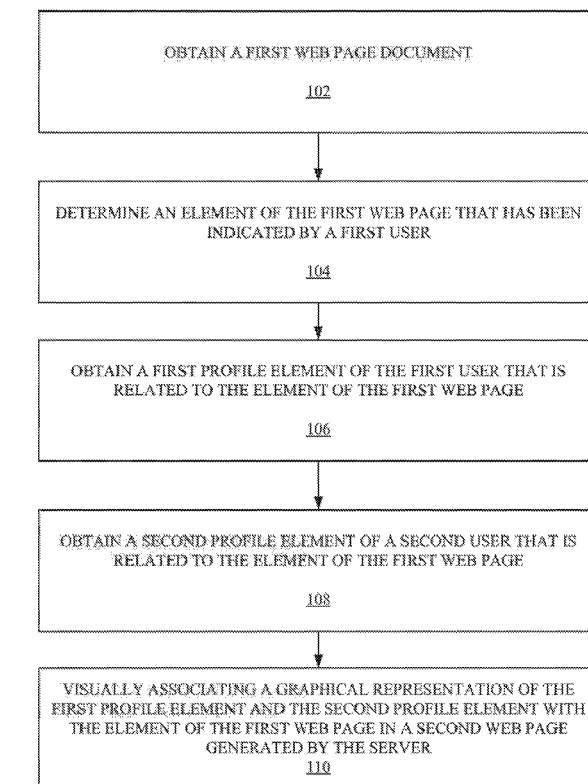 OBTAIN A FIRST WEB PAGE DOCUMENT
102
DETERMINE AN ELEMENT OF THE FIRST WEB PAGE THAT HAS BEEN
INDICATED BY A FIRST USER
104
OBTAIN A FIRST PROFILE ELEMENT OF THE FIRST USER THAT IS
RELATED TO THE ELEMENT OF THE FIRST WEB PAGE
106
OBTAIN A SECOND PROFILE ELEMENT OF A SECOND USER THAT IS
RELATED TO THE ELEMENT OF THE FIRST WEB PAGE
108
VISUALLY ASSOCIATING A GRAPHICAL REPRESENTATION OF THE
FIRST PROFILE ELEMENT AND THE SECOND PROFILE ELEMENT WITH
THE ELEMENT OF THE FIRST WEB PAGE IN A SECOND WEB PAGE
GENERATED BY THE SERVER
110